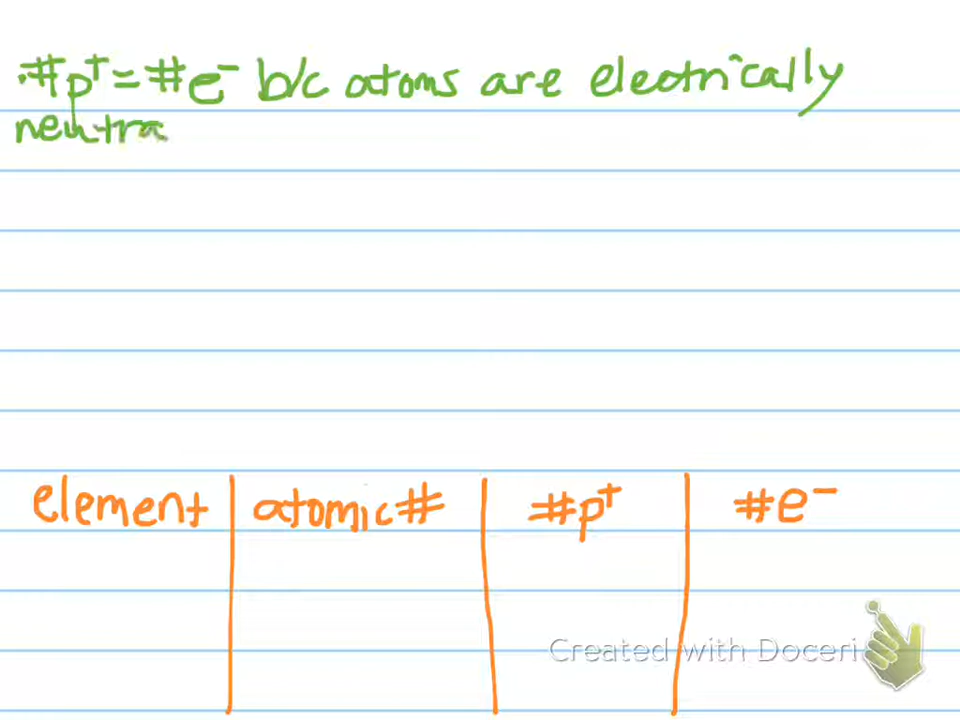 ·#p⁺=#e⁻ b/c atoms are electrically
neutra
element atomic# #p⁺ #e⁻
Created with Doceri